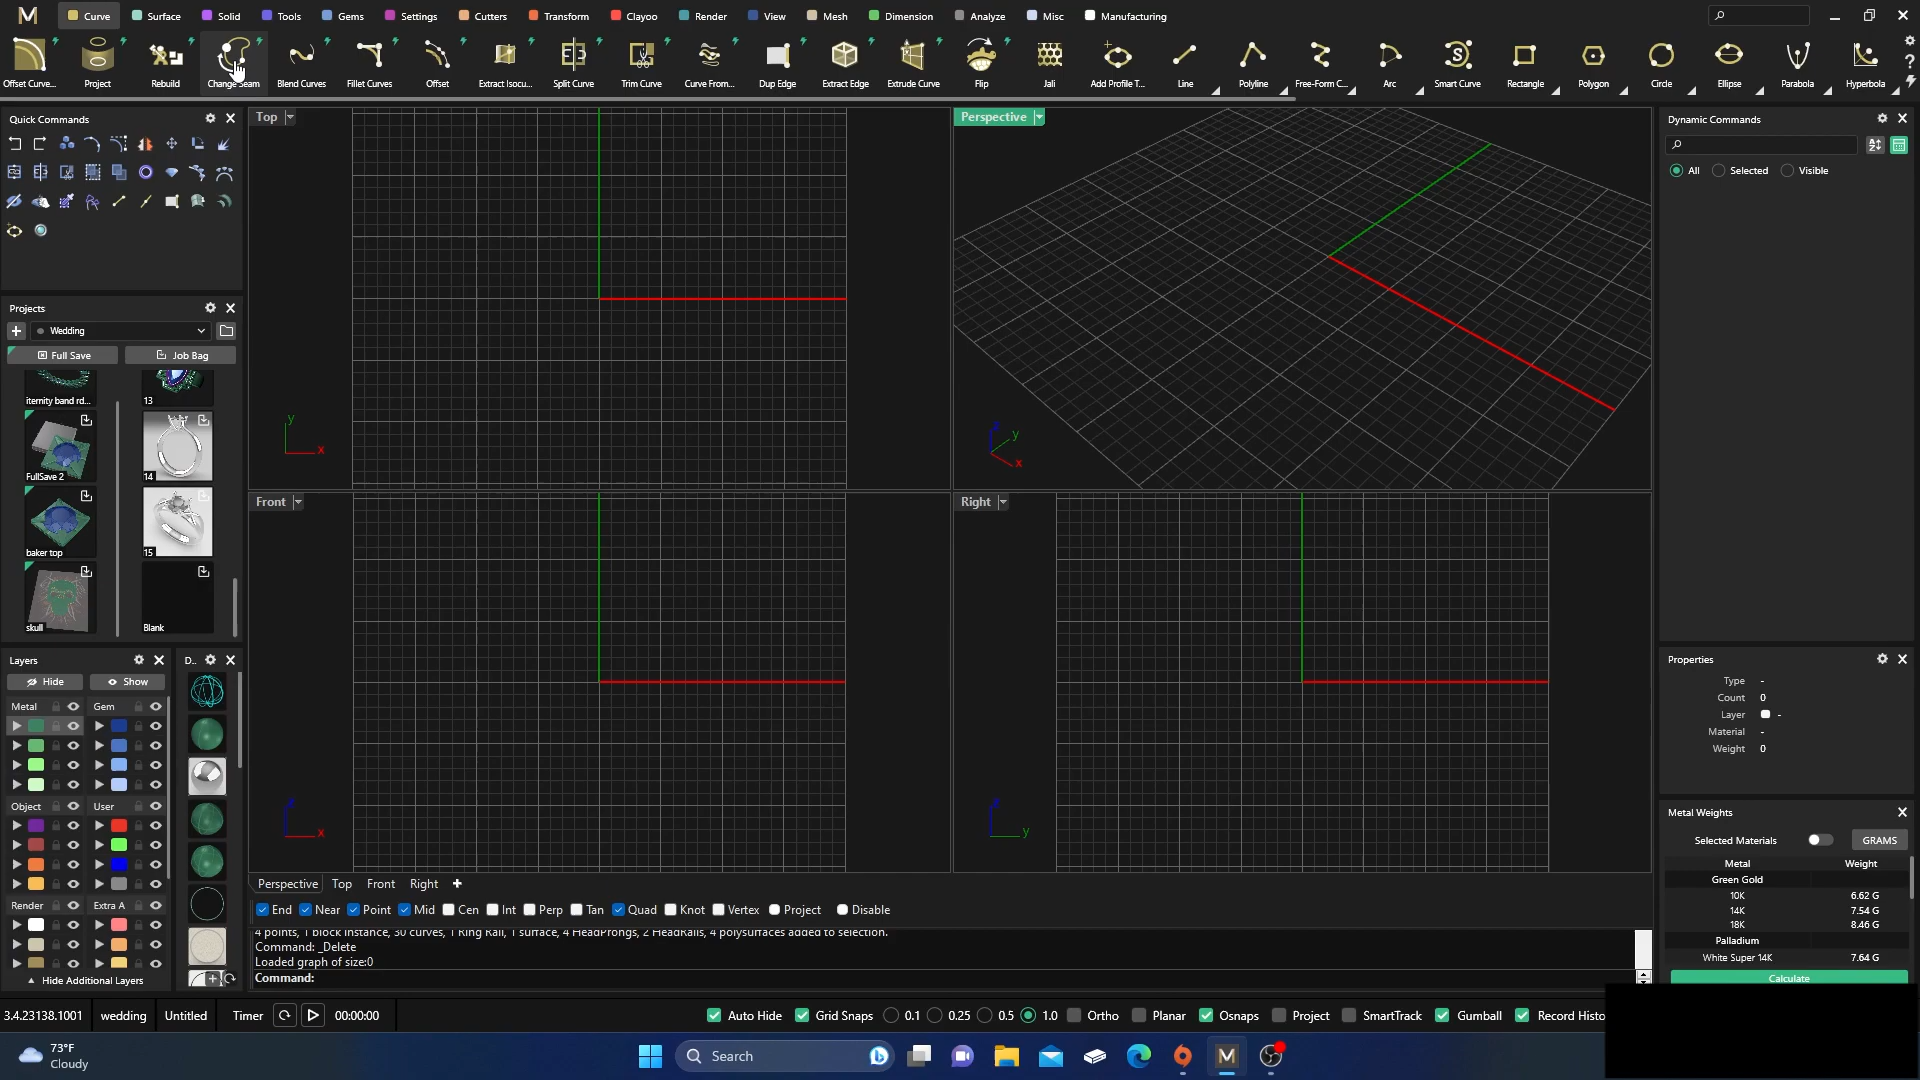 M Curve Surface Solid Tools Gems Settings Cutters Transform Clayoo Render View Mesh Dimension Analyze Misc Manufacturing
Offset Curve... Project Rebuild Change Seam Blend Curves Fillet Curves Offset Extract Isocu... Split Curve Trim Curve Curve From... Dup Edge Extract Edge Extrude Curve Flip Jali Add Profile T... Line Polyline Free-Form C... Arc Smart Curve Rectangle Polygon Circle Ellipse Parabola Hyperbola
Quick Commands
Projects
Wedding
Full Save Job Bag
iternity band rd... 13
FullSave 2 14
baker top 15
skull Blank
Layers D..
Hide Show
Metal Gem
Object User
Render Extra A
Hide Additional Layers
Top
Perspective
y
x
z
y
x
Front
Right
z
x
z
y
Perspective Top Front Right
End Near Point Mid Cen Int Perp Tan Quad Knot Vertex Project Disable
4 points, 1 block instance, 30 curves, 1 Ring Rail, 1 surface, 4 HeadProngs, 2 HeadRails, 4 polysurfaces added to selection.
Command: _Delete
Loaded graph of size:0
Command:
Dynamic Commands
All Selected Visible
Properties
Type -
Count 0
Layer -
Material -
Weight 0
Metal Weights
Selected Materials GRAMS
Metal Weight
Green Gold
10K 6.62 G
14K 7.54 G
18K 8.46 G
Palladium
White Super 14K 7.64 G
Calculate
3.4.23138.1001 wedding Untitled Timer 00:00:00 Auto Hide Grid Snaps 0.1 0.25 0.5 1.0 Ortho Planar Osnaps Project SmartTrack Gumball Record Histo
73°F
Cloudy
Search
M